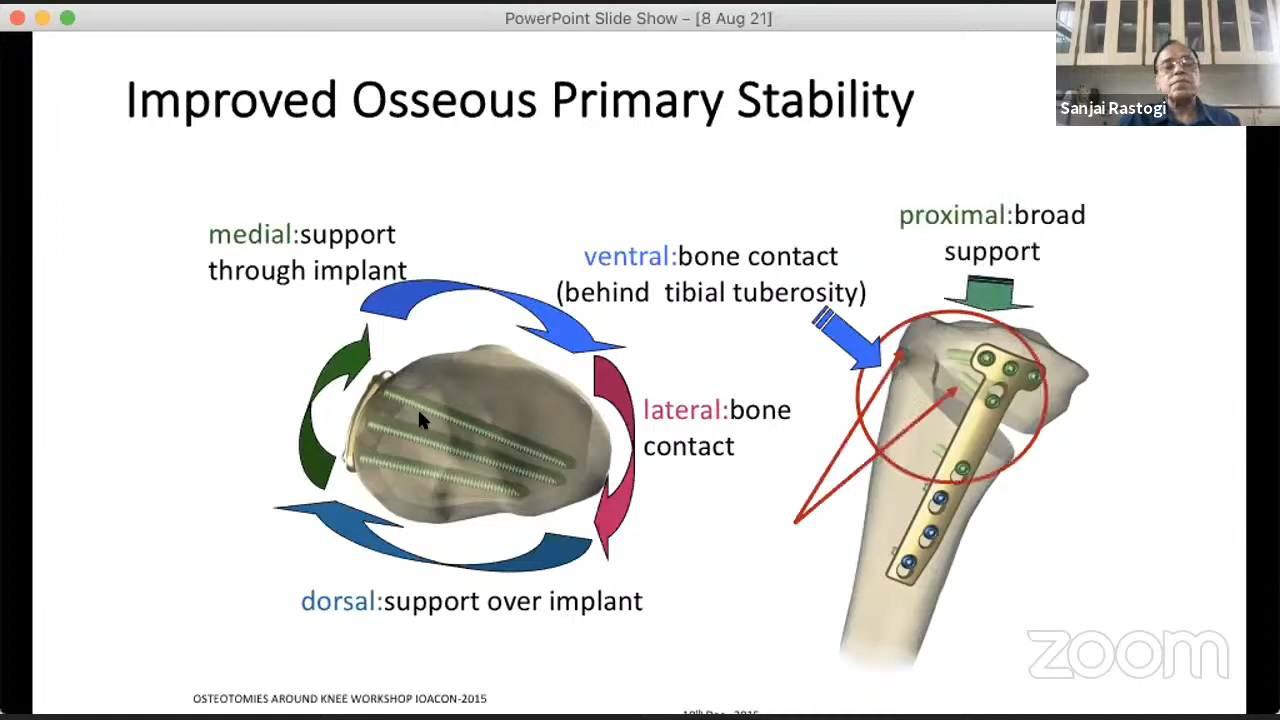 PowerPoint Slide Show – [8 Aug 21]
Sanjai Rastogi
Improved Osseous Primary Stability
medial:support
through implant
ventral:bone contact
(behind tibial tuberosity)
proximal:broad
support
lateral:bone
contact
dorsal:support over implant
zoom
OSTEOTOMIES AROUND KNEE WORKSHOP IOACON-2015